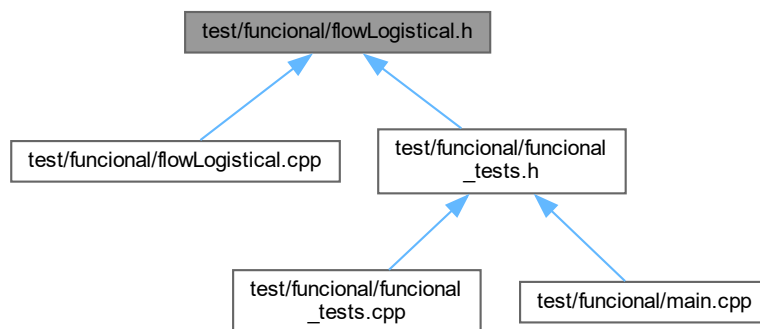 test/funcional/flowLogistical.h
test/funcional/flowLogistical.cpp
test/funcional/funcional
_tests.h
test/funcional/funcional
_tests.cpp
test/funcional/main.cpp